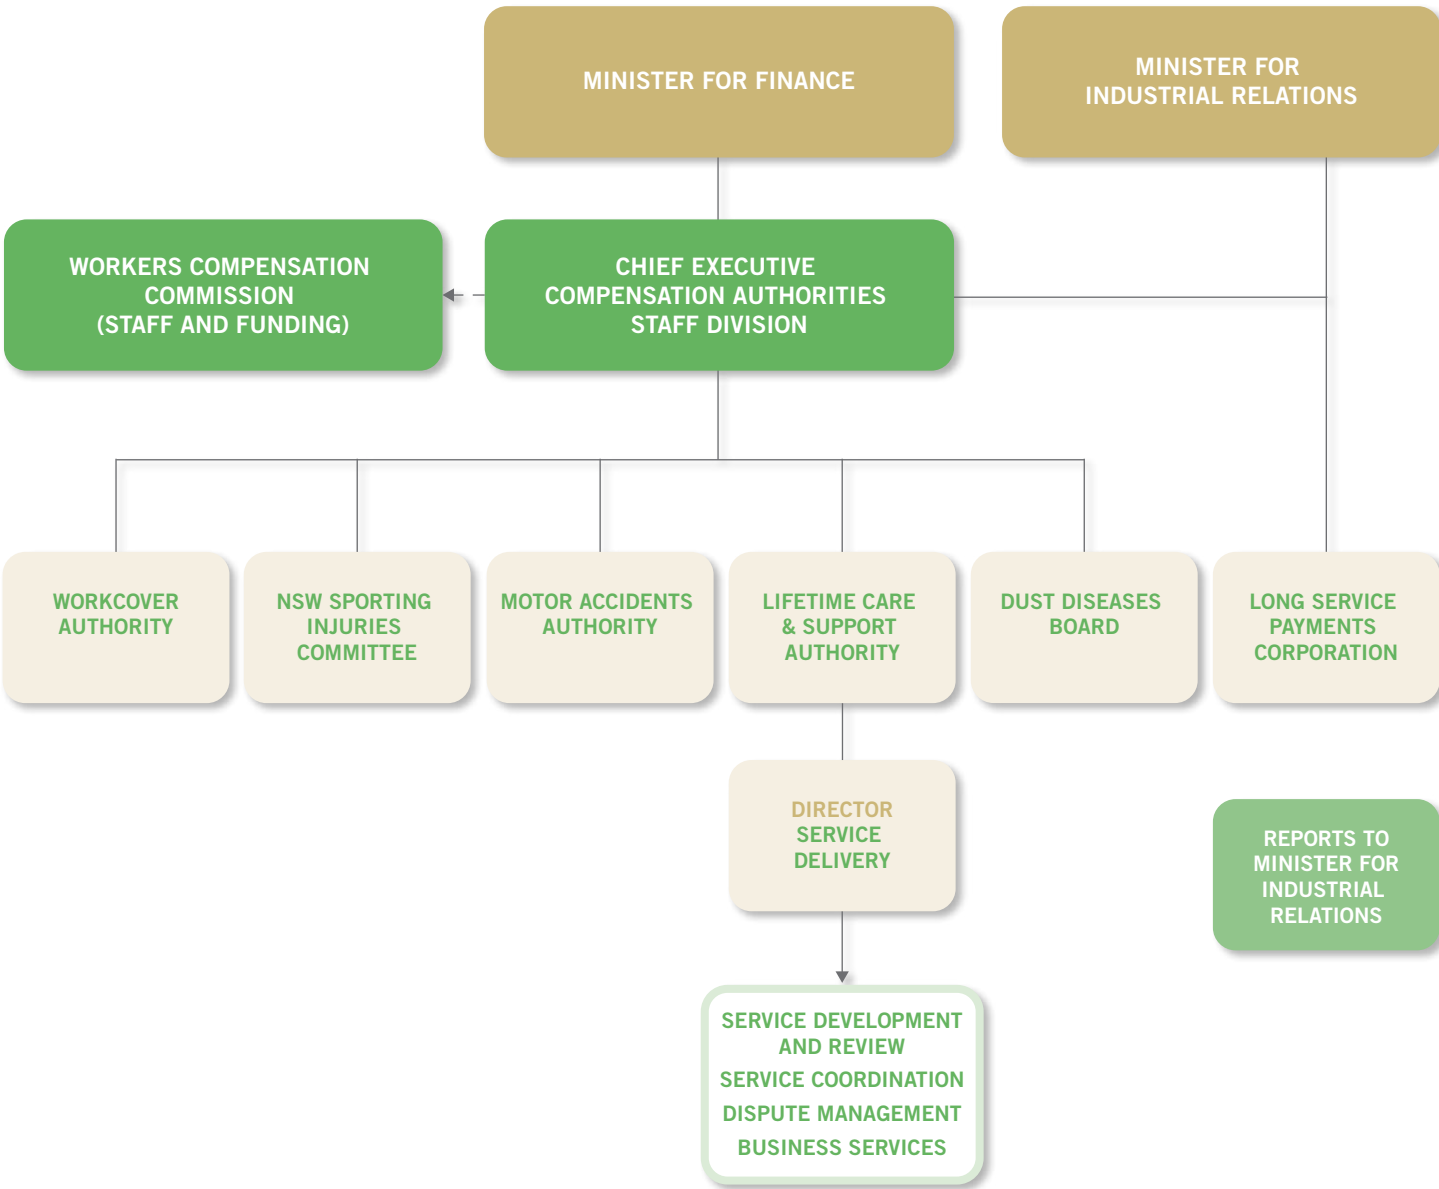 MINISTER FOR FINANCE
MINISTER FOR
INDUSTRIAL RELATIONS
WORKERS COMPENSATION
COMMISSION
(STAFF AND FUNDING)
CHIEF EXECUTIVE
COMPENSATION AUTHORITIES
STAFF DIVISION
WORKCOVER
AUTHORITY
NSW SPORTING
INJURIES
COMMITTEE
MOTOR ACCIDENTS
AUTHORITY
LIFETIME CARE
& SUPPORT
AUTHORITY
DUST DISEASES
BOARD
LONG SERVICE
PAYMENTS
CORPORATION
DIRECTOR
SERVICE
DELIVERY
REPORTS TO
MINISTER FOR
INDUSTRIAL
RELATIONS
SERVICE DEVELOPMENT
AND REVIEW
SERVICE COORDINATION
DISPUTE MANAGEMENT
BUSINESS SERVICES